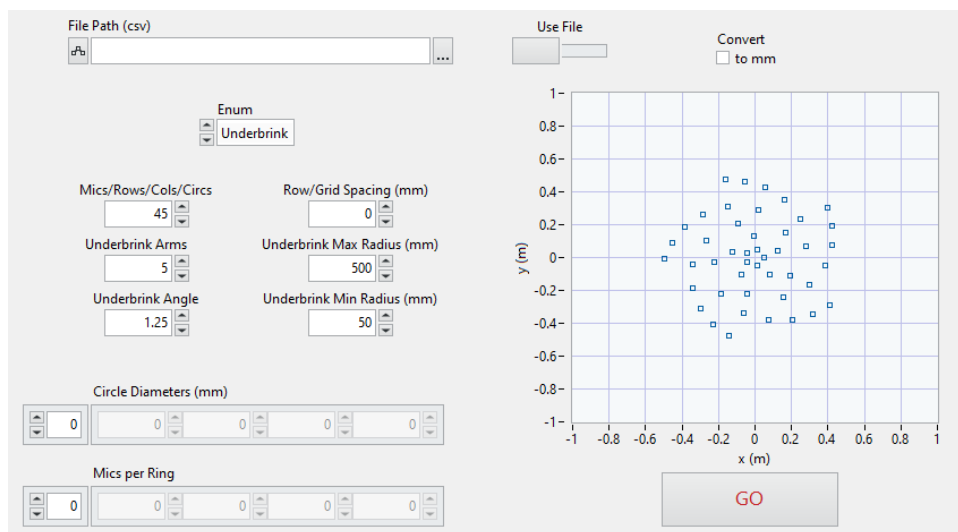 File Path (csv)
...
Use File
Convert
to mm
Enum
Underbrink
Mics/Rows/Cols/Circs
45
Row/Grid Spacing (mm)
0
Underbrink Arms
5
Underbrink Max Radius (mm)
500
Underbrink Angle
1.25
Underbrink Min Radius (mm)
50
Circle Diameters (mm)
0 0 0 0 0
Mics per Ring
0 0 0 0 0
y (m)
1
0.8
0.6
0.4
0.2
0
-0.2
-0.4
-0.6
-0.8
-1
-1 -0.8 -0.6 -0.4 -0.2 0 0.2 0.4 0.6 0.8 1
x (m)
GO